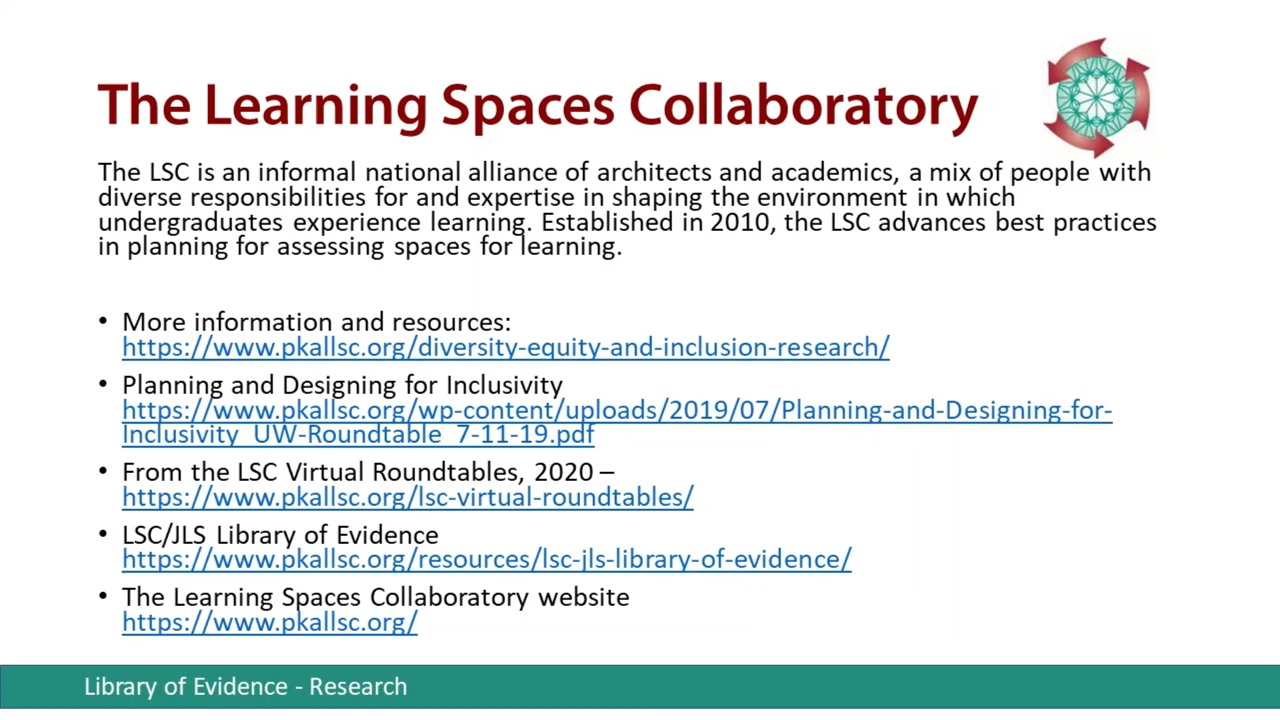 The Learning Spaces Collaboratory
The LSC is an informal national alliance of architects and academics, a mix of people with
diverse responsibilities for and expertise in shaping the environment in which
undergraduates experience learning. Established in 2010, the LSC advances best practices
in planning for assessing spaces for learning.
• More information and resources:
https://www.pkallsc.org/diversity-equity-and-inclusion-research/
• Planning and Designing for Inclusivity
https://www.pkallsc.org/wp-content/uploads/2019/07/Planning-and-Designing-for-
Inclusivity_UW-Roundtable_7-11-19.pdf
• From the LSC Virtual Roundtables, 2020 –
https://www.pkallsc.org/lsc-virtual-roundtables/
• LSC/JLS Library of Evidence
https://www.pkallsc.org/resources/lsc-jls-library-of-evidence/
• The Learning Spaces Collaboratory website
https://www.pkallsc.org/
Library of Evidence - Research